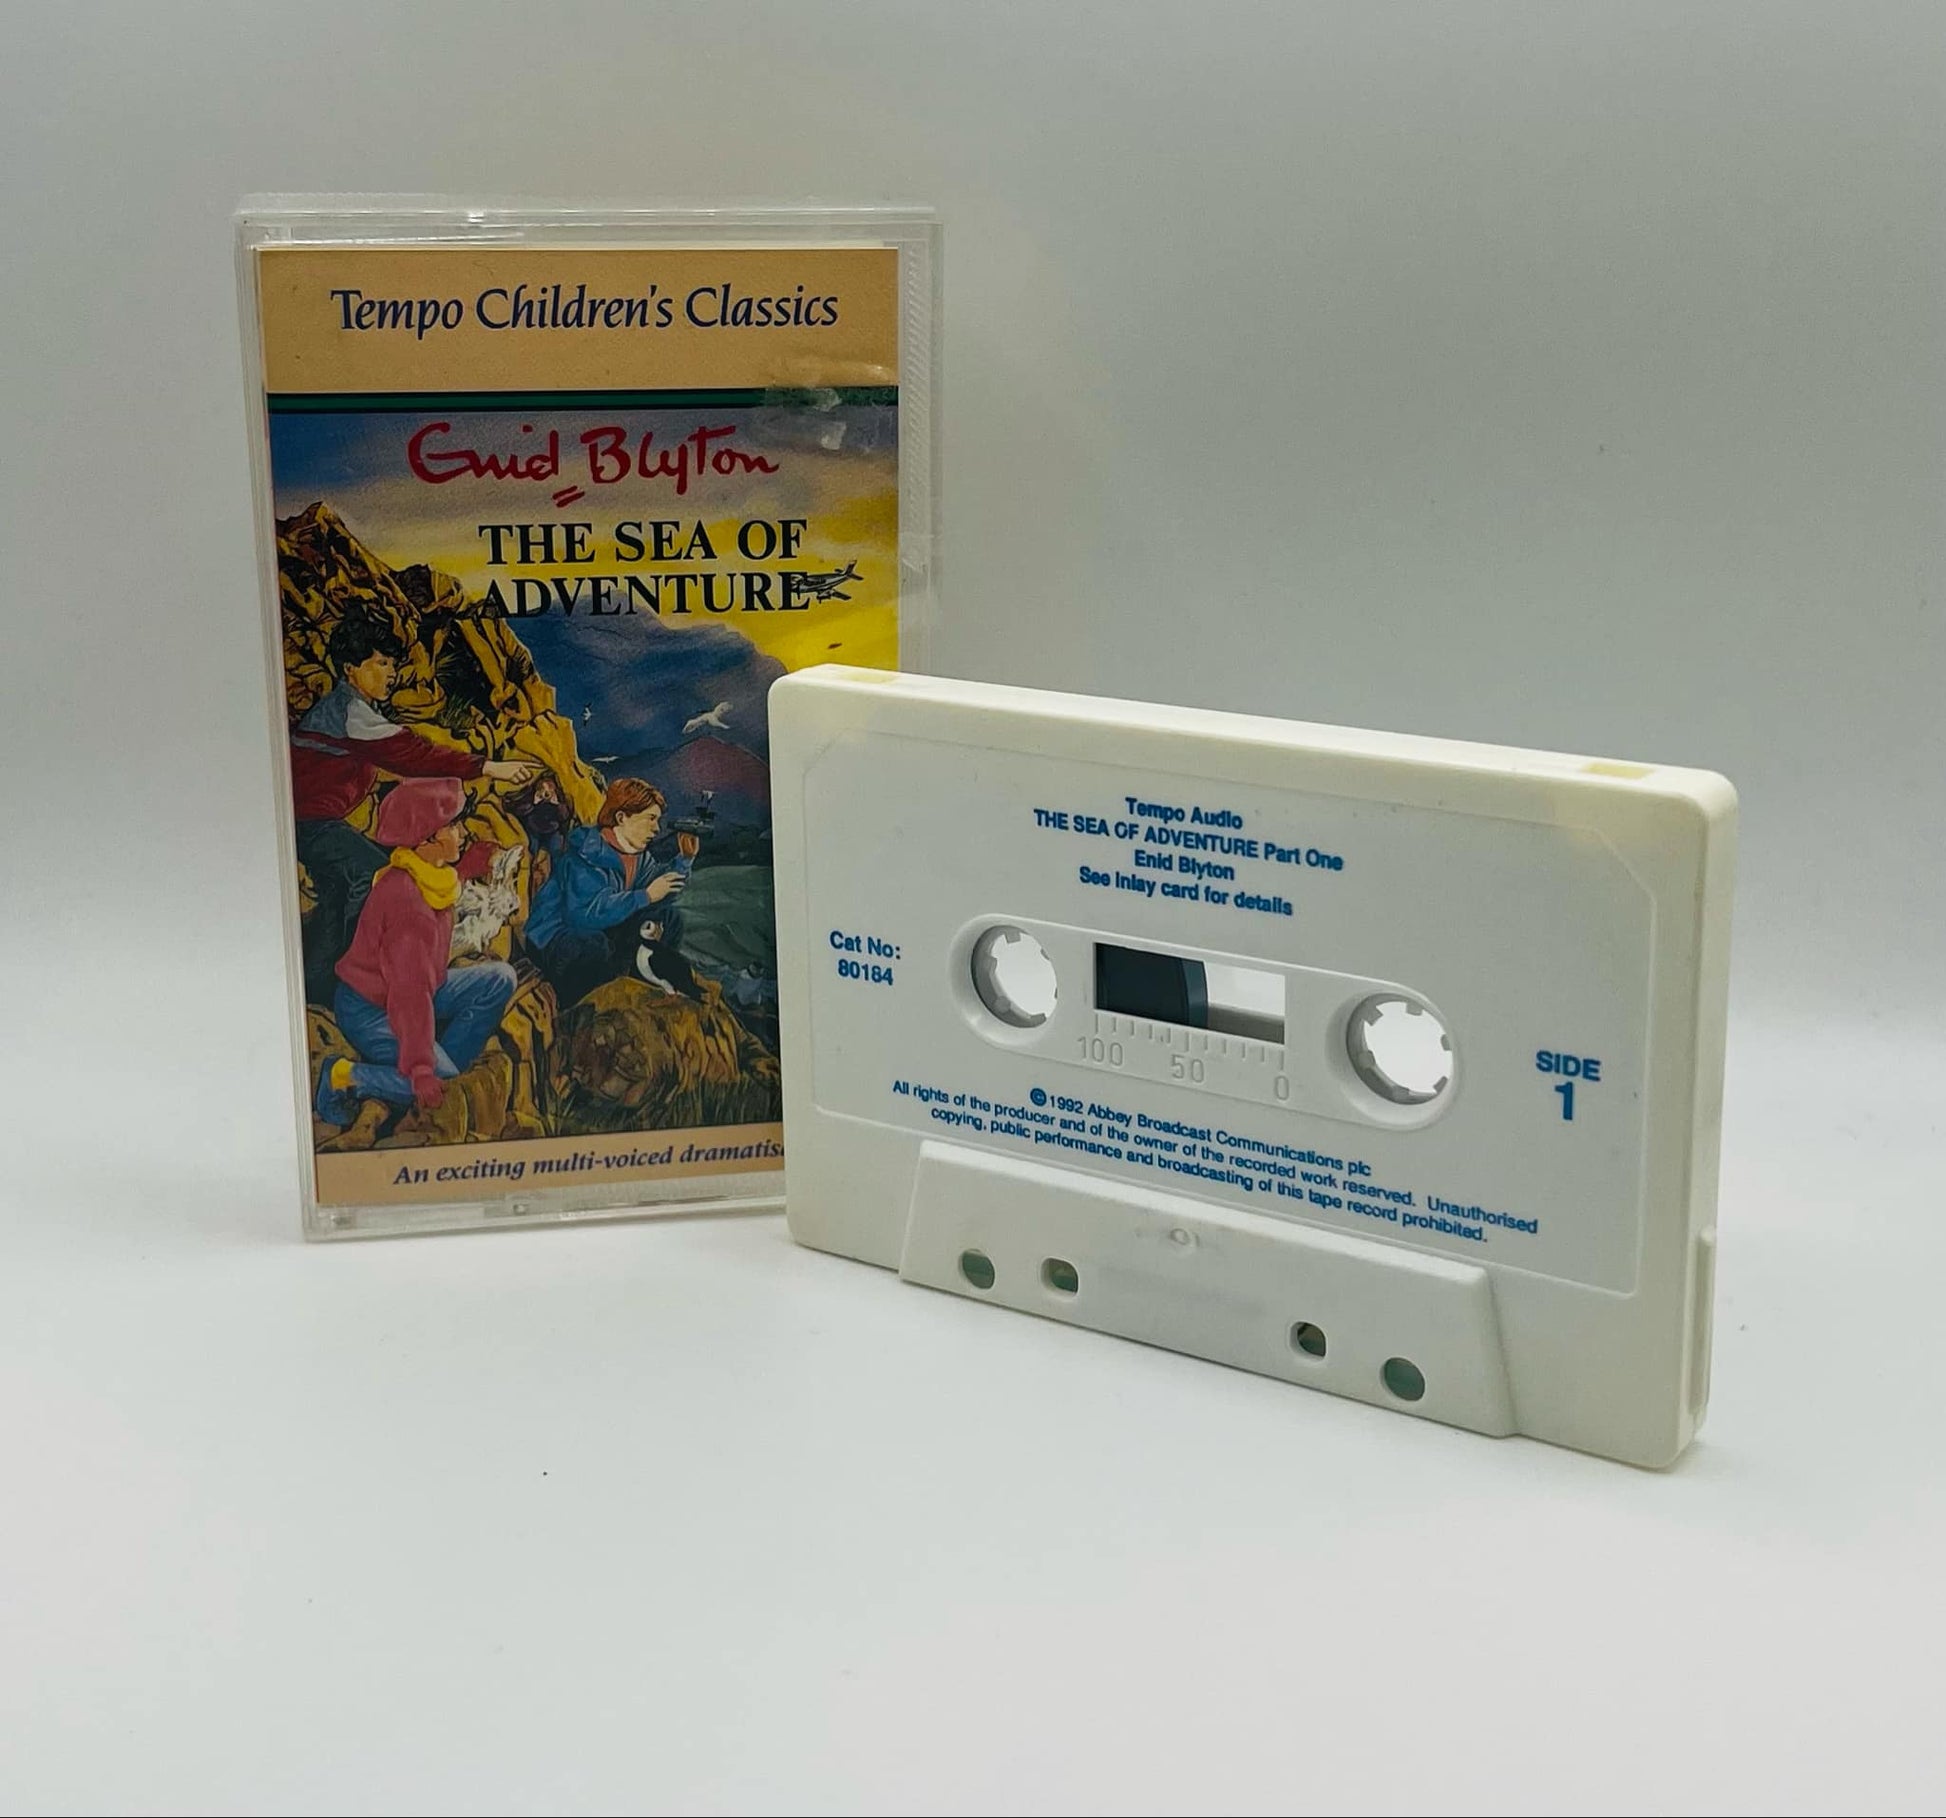 Tempo Children's Classics
Enid Blyton
THE SEA OF
ADVENTURE
An exciting multi-voiced
Tempo Audio
THE SEA OF ADVENTURE Part One
Enid Blyton
See inlay card for details
Cat No:
80184
100 50 0
SIDE
1
©1992 Abbey Broadcast Communications plc
All rights of the producer and of the owner of the recorded work reserved. Unauthorised
copying, public performance and broadcasting of this tape record prohibited.